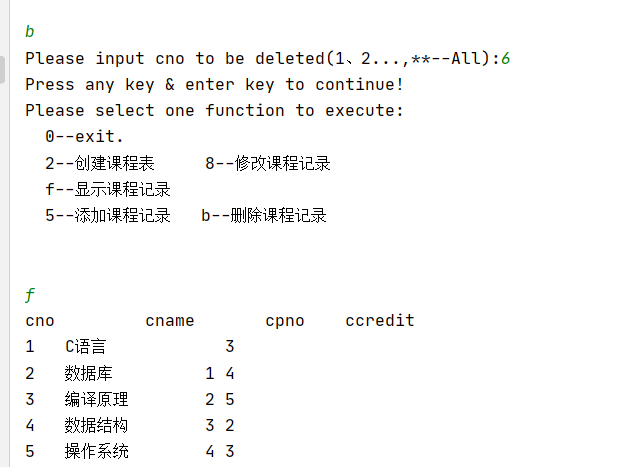 b
Please input cno to be deleted(1、2...,**--All):6
Press any key & enter key to continue!
Please select one function to execute:
0--exit.
2--创建课程表 8--修改课程记录
f--显示课程记录
5--添加课程记录 b--删除课程记录
f
cno cname cpno ccredit
1 C语言 3
2 数据库 1 4
3 编译原理 2 5
4 数据结构 3 2
5 操作系统 4 3